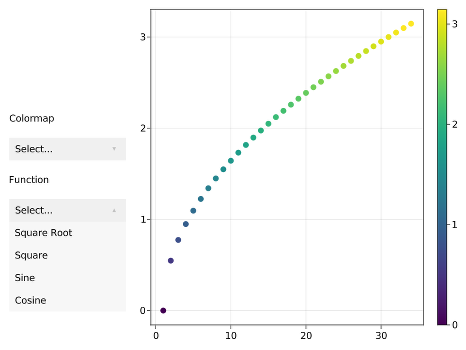 Colormap
Select...
Function
Select...
Square Root
Square
Sine
Cosine
3
2
1
0
0
10
20
30
3
2
1
0